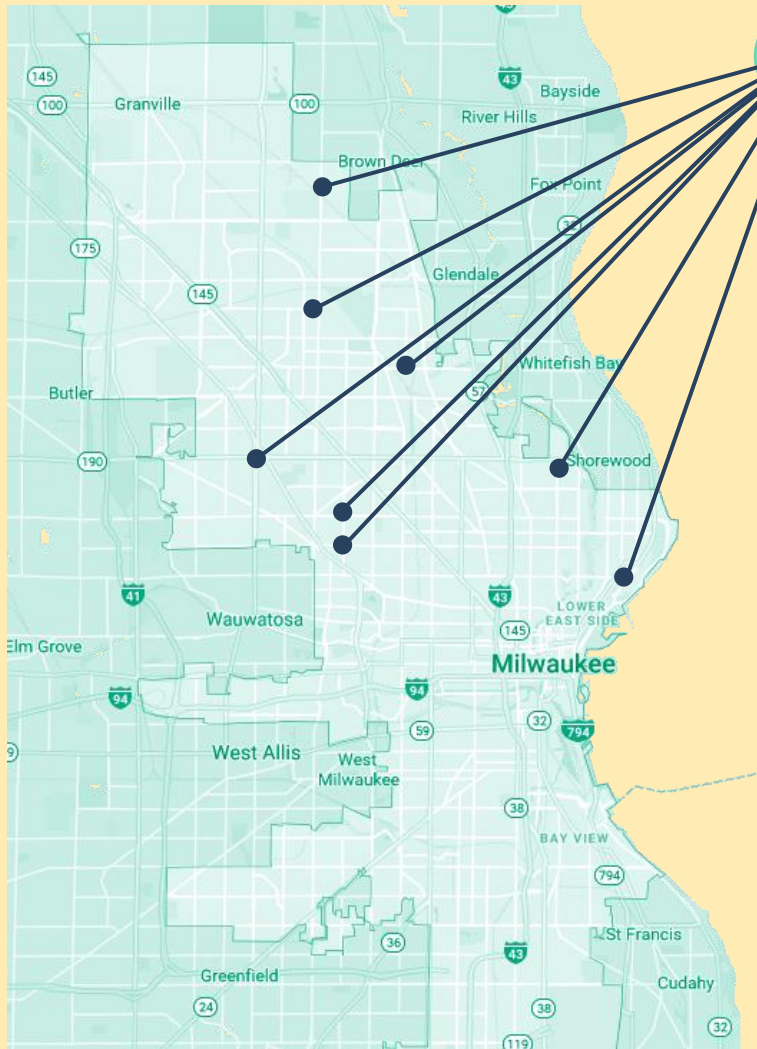 43
Bayside
145
100
Granville
100
River Hills
Brown Deer
Fox Point
32
175
Glendale
145
Whitefish Bay
Butler
57
190
Shorewood
41
43
LOWER
EAST SIDE
Wauwatosa
145
Elm Grove
Milwaukee
94
94
59
32
794
9
West Allis
West
Milwaukee
38
BAY VIEW
794
36
St Francis
43
Greenfield
Cudahy
24
38
32
119